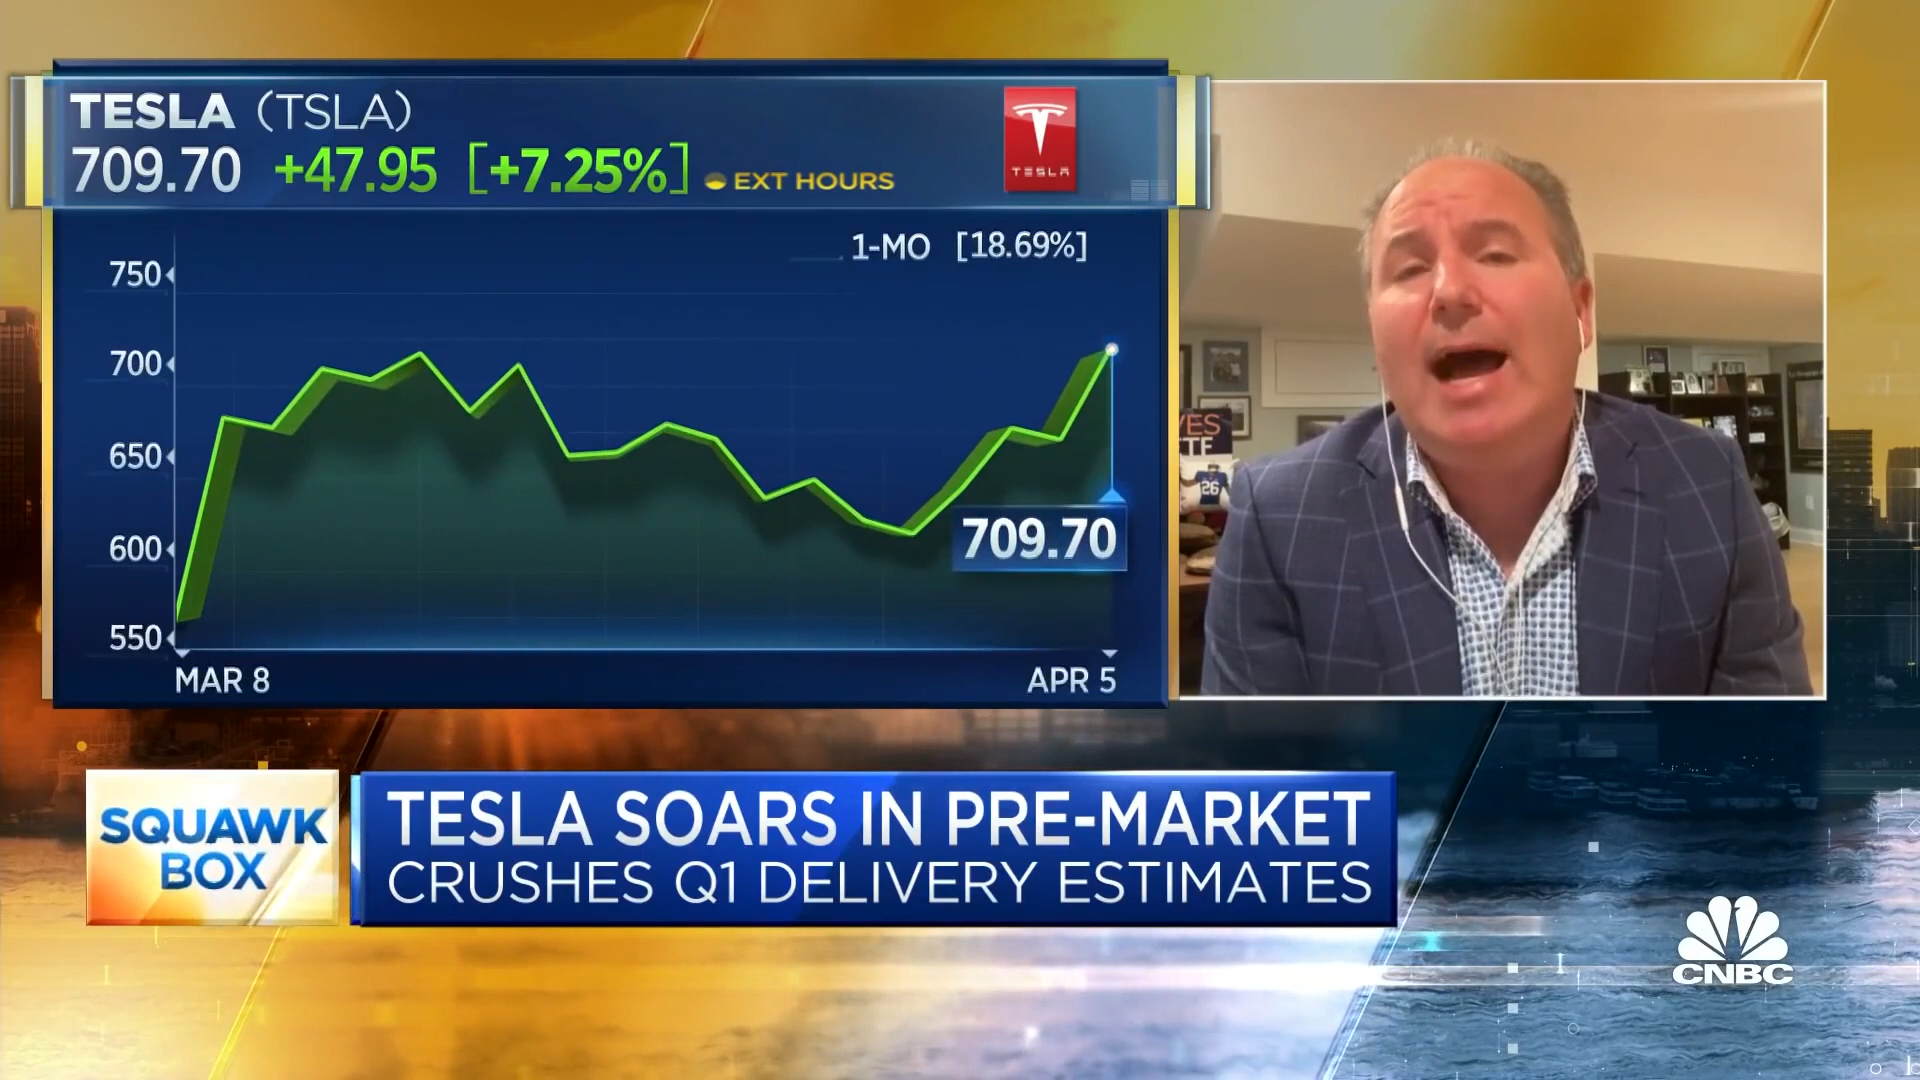 TESLA (TSLA)
709.70 +47.95 [+7.25%] EXT HOURS
TESLA
1-MO [18.69%]
750
700
650
600
550
709.70
MAR 8
APR 5
26
SQUAWK
BOX
TESLA SOARS IN PRE-MARKET
CRUSHES Q1 DELIVERY ESTIMATES
CNBC